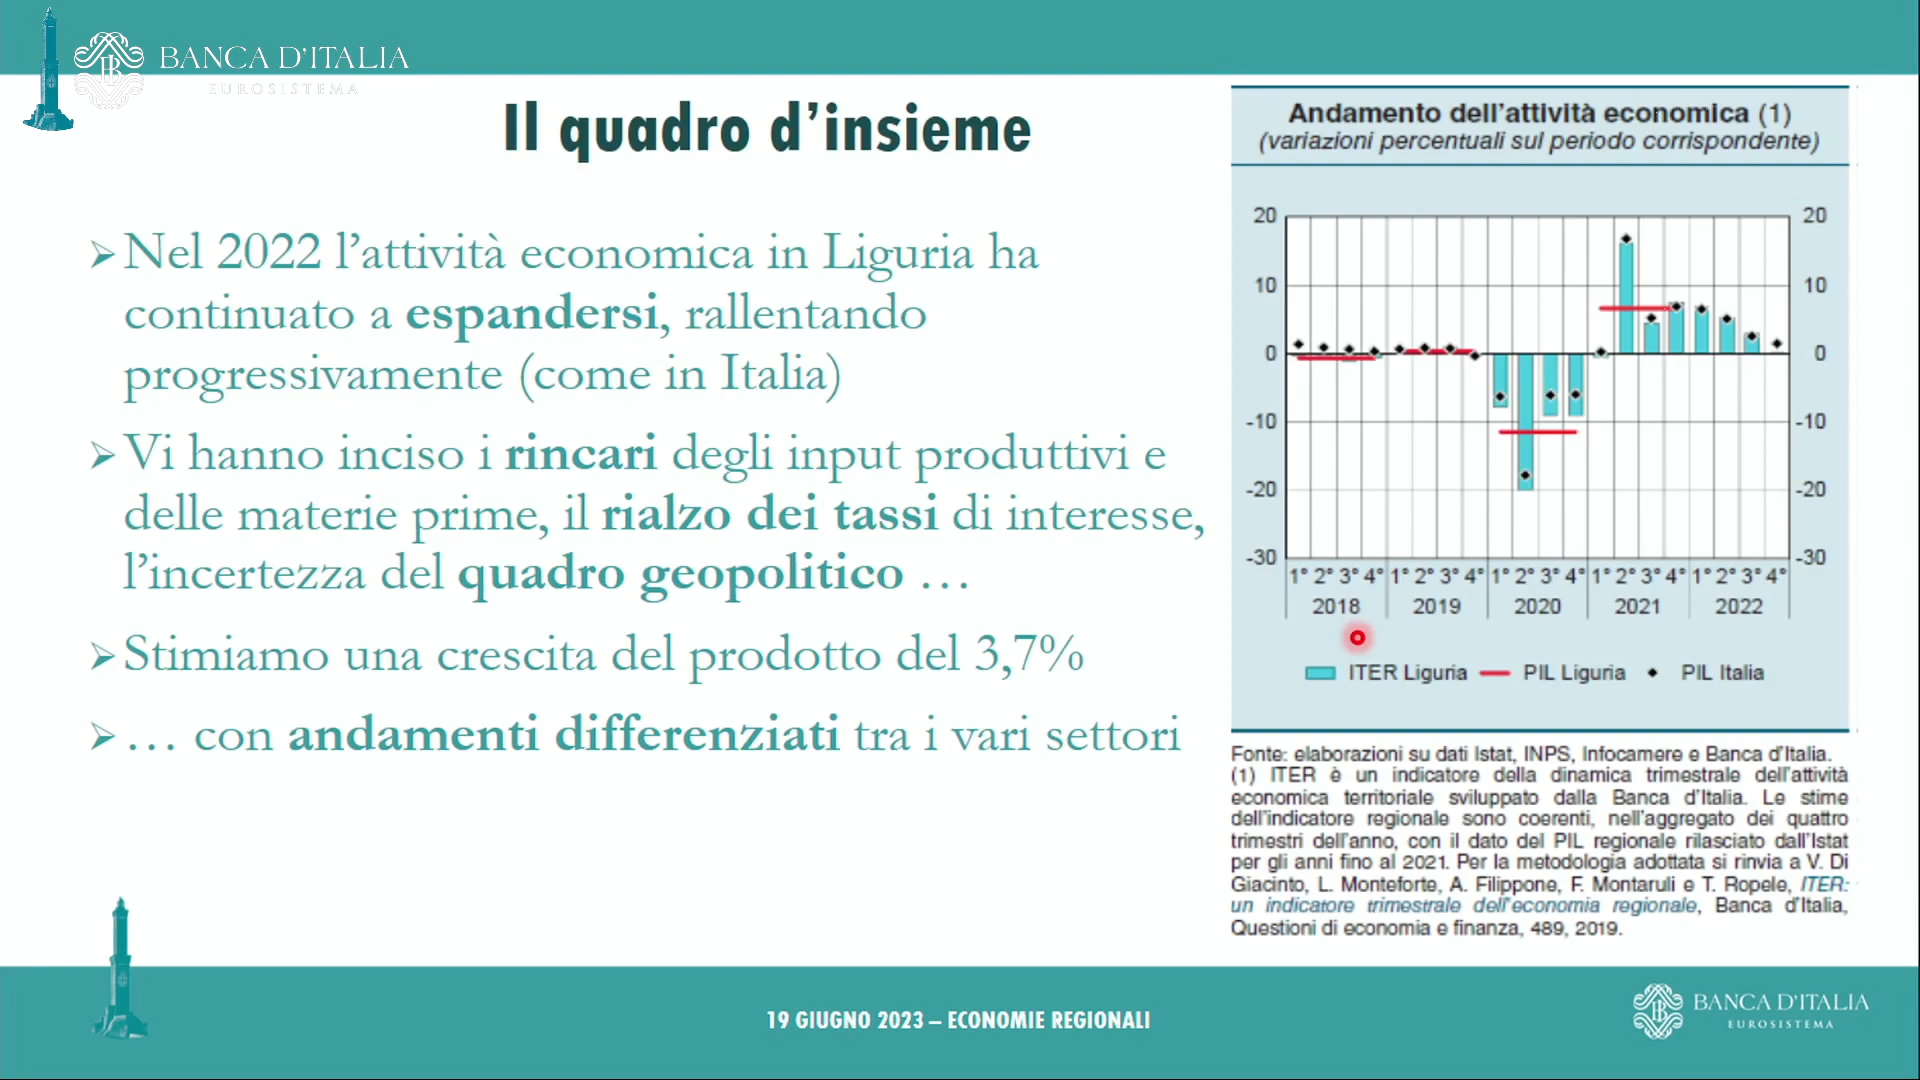 BANCA D'ITALIA
EUROSISTEMA
Il quadro d'insieme
➢Nel 2022 l'attività economica in Liguria ha
continuato a espandersi, rallentando
progressivamente (come in Italia)
➢Vi hanno inciso i rincari degli input produttivi e
delle materie prime, il rialzo dei tassi di interesse,
l'incertezza del quadro geopolitico …
➢Stimiamo una crescita del prodotto del 3,7%
➢… con andamenti differenziati tra i vari settori
Andamento dell'attività economica (1)
(variazioni percentuali sul periodo corrispondente)
20 20
10 10
0 0
-10 -10
-20 -20
-30 -30
1° 2° 3° 4° 1° 2° 3° 4° 1° 2° 3° 4° 1° 2° 3° 4° 1° 2° 3° 4°
2018 2019 2020 2021 2022
ITER Liguria PIL Liguria PIL Italia
Fonte: elaborazioni su dati Istat, INPS, Infocamere e Banca d'Italia.
(1) ITER è un indicatore della dinamica trimestrale dell'attività
economica territoriale sviluppato dalla Banca d'Italia. Le stime
dell'indicatore regionale sono coerenti, nell'aggregato dei quattro
trimestri dell'anno, con il dato del PIL regionale rilasciato dall'Istat
per gli anni fino al 2021. Per la metodologia adottata si rinvia a V. Di
Giacinto, L. Monteforte, A. Filippone, F. Montaruli e T. Ropele, ITER:
un indicatore trimestrale dell'economia regionale, Banca d'Italia,
Questioni di economia e finanza, 489, 2019.
19 GIUGNO 2023 – ECONOMIE REGIONALI
BANCA D'ITALIA
EUROSISTEMA